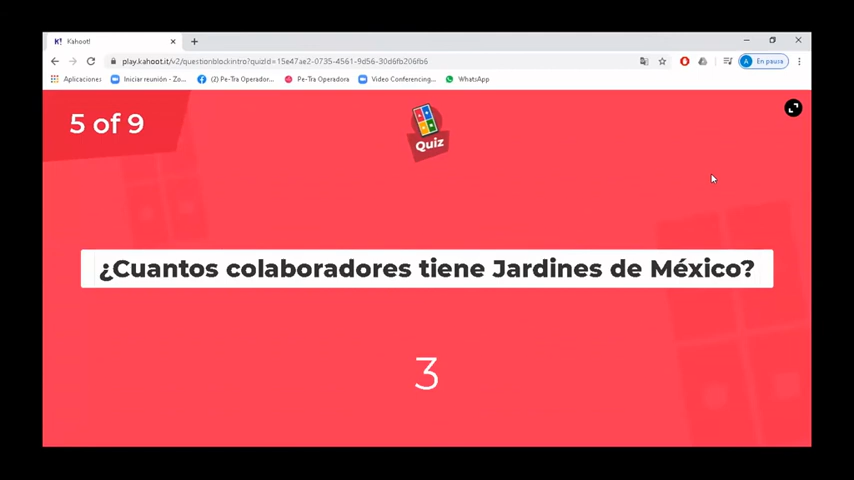 Kahoot!
play.kahoot.it/v2/questionblockintro?quizId=15e47ae2-0735-4561-9d56-30d6fb206fb6
En pausa
Aplicaciones
Iniciar reunión - Zo...
(2) Pe-Tra Operador...
Pe-Tra Operadora
Video Conferencing...
WhatsApp
5 of 9
Quiz
¿Cuantos colaboradores tiene Jardines de México?
3